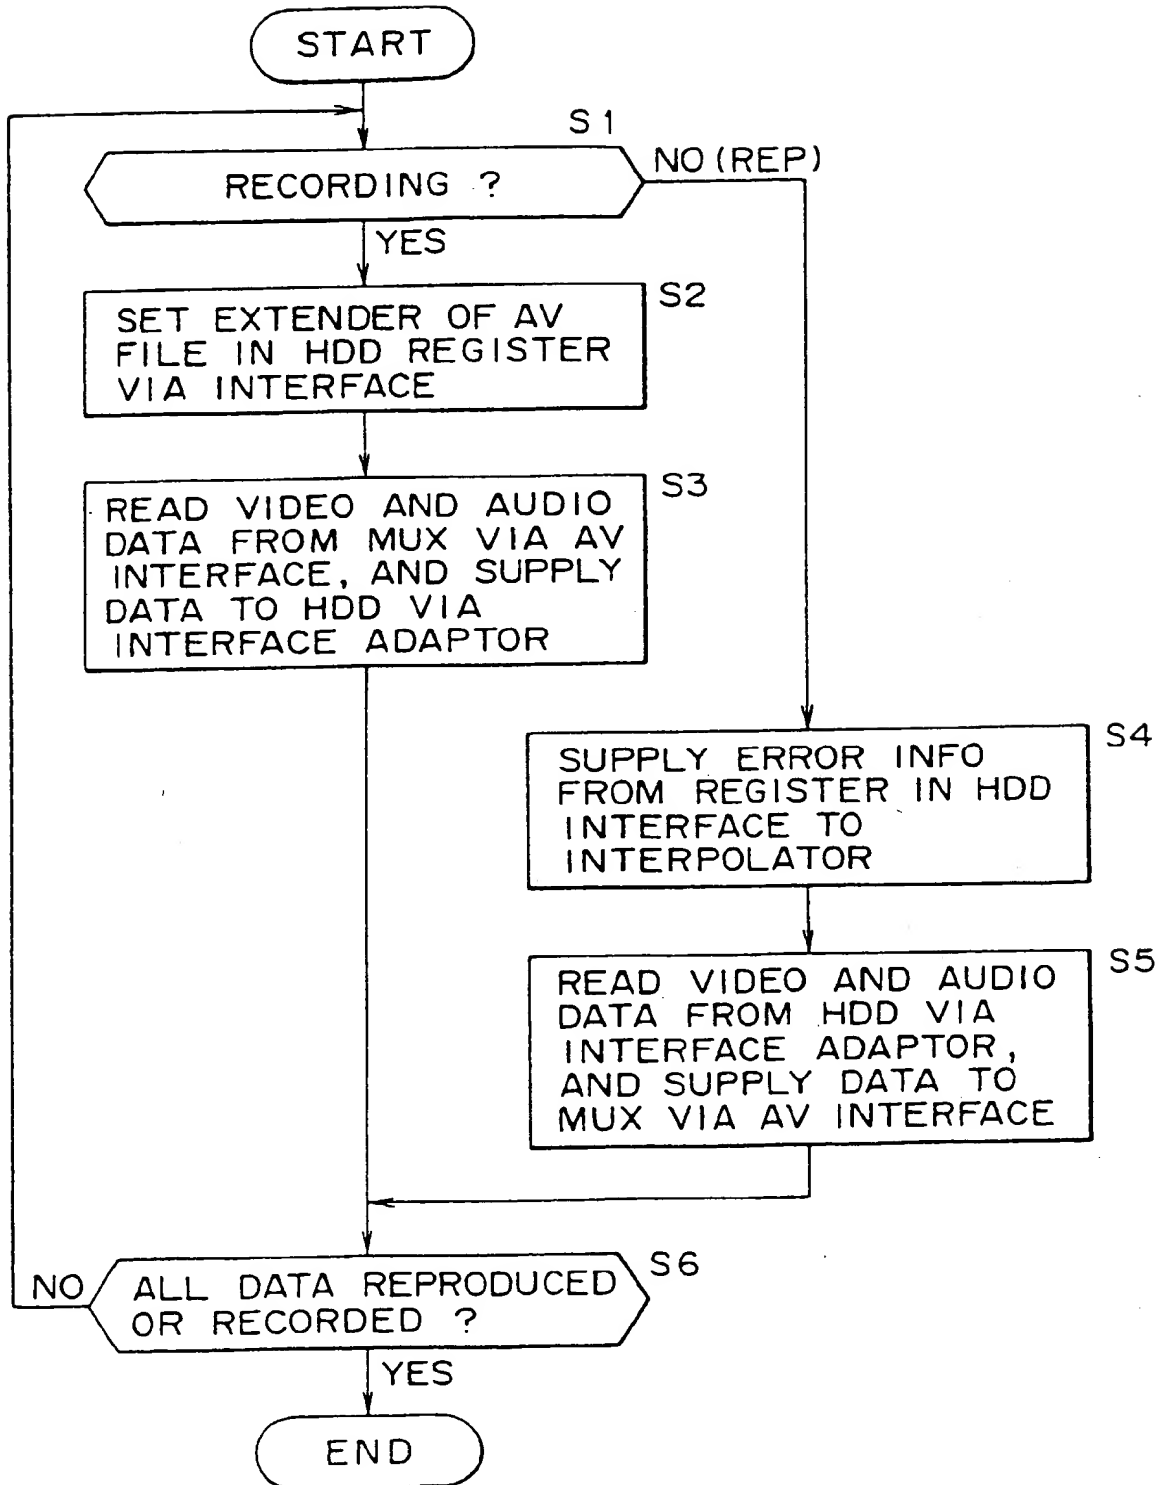 START
S1
RECORDING ?
NO (REP)
YES
S2
SET EXTENDER OF AV
FILE IN HDD REGISTER
VIA INTERFACE
S3
READ VIDEO AND AUDIO
DATA FROM MUX VIA AV
INTERFACE, AND SUPPLY
DATA TO HDD VIA
INTERFACE ADAPTOR
S4
SUPPLY ERROR INFO
FROM REGISTER IN HDD
INTERFACE TO
INTERPOLATOR
S5
READ VIDEO AND AUDIO
DATA FROM HDD VIA
INTERFACE ADAPTOR,
AND SUPPLY DATA TO
MUX VIA AV INTERFACE
S6
NO
ALL DATA REPRODUCED
OR RECORDED ?
YES
END